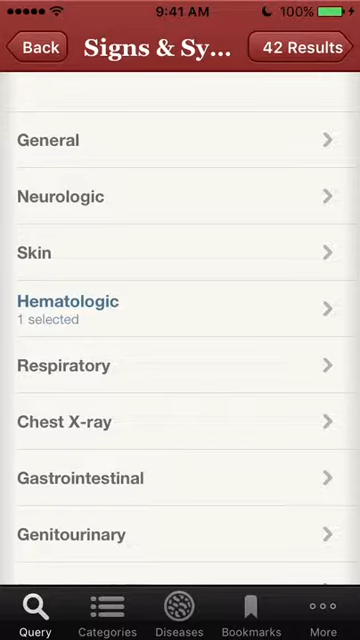 9:41 AM
100%
Back
Signs & Sy...
42 Results
General
Neurologic
Skin
Hematologic
1 selected
Respiratory
Chest X-ray
Gastrointestinal
Genitourinary
Query
Categories
Diseases
Bookmarks
More